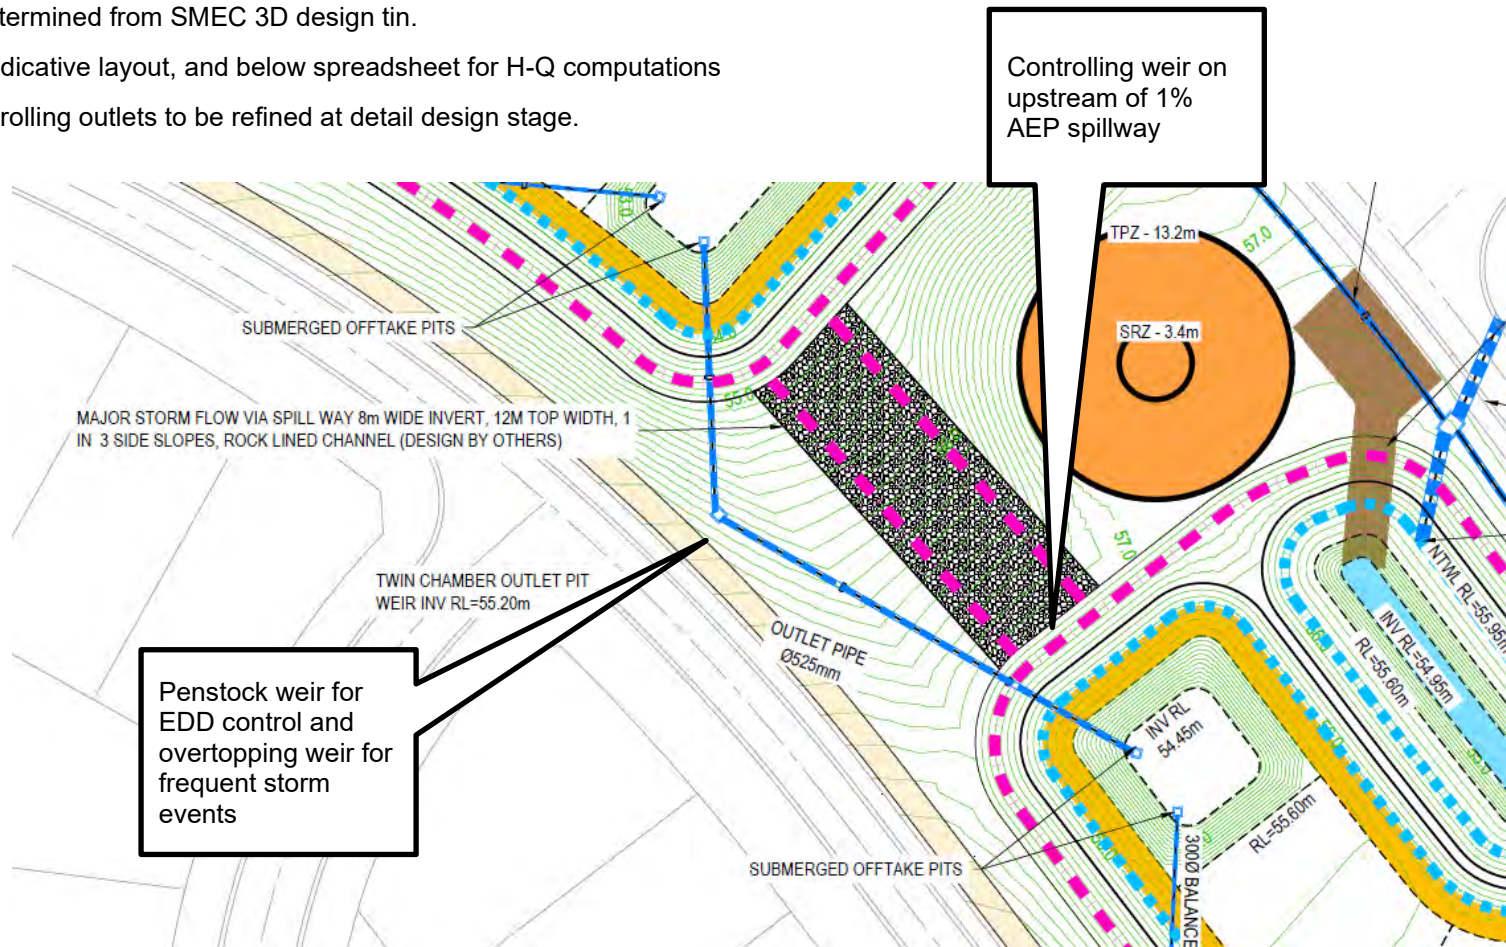 termined from SMEC 3D design tin.
dicative layout, and below spreadsheet for H-Q computations
rolling outlets to be refined at detail design stage.
Controlling weir on
upstream of 1%
AEP spillway
53.0
TPZ - 13.2m
57.0
SUBMERGED OFFTAKE PITS
SRZ - 3.4m
55.0
MAJOR STORM FLOW VIA SPILL WAY 8m WIDE INVERT, 12M TOP WIDTH, 1
IN 3 SIDE SLOPES, ROCK LINED CHANNEL (DESIGN BY OTHERS)
57.0
TWIN CHAMBER OUTLET PIT
WEIR INV RL=55.20m
NTWL RL=55.95m
INV RL=54.95m
RL=55.60m
OUTLET PIPE
Ø525mm
Penstock weir for
EDD control and
overtopping weir for
frequent storm
events
INV RL
54.45m
RL=55.60m
SUBMERGED OFFTAKE PITS
300Ø BALANCE